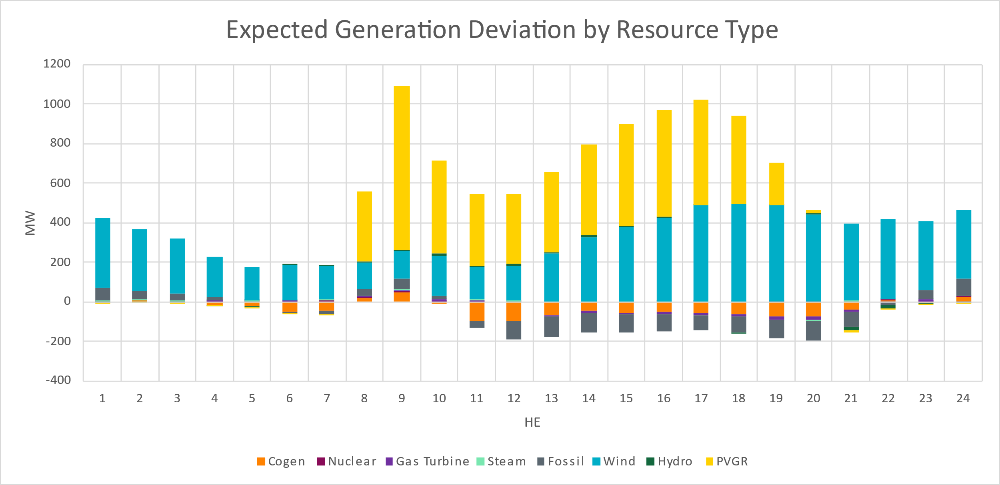 Expected Generation Deviation by Resource Type
1200
1000
800
600
400
200
0
-200
-400
MW
1 2 3 4 5 6 7 8 9 10 11 12 13 14 15 16 17 18 19 20 21 22 23 24
HE
Cogen Nuclear Gas Turbine Steam Fossil Wind Hydro PVGR